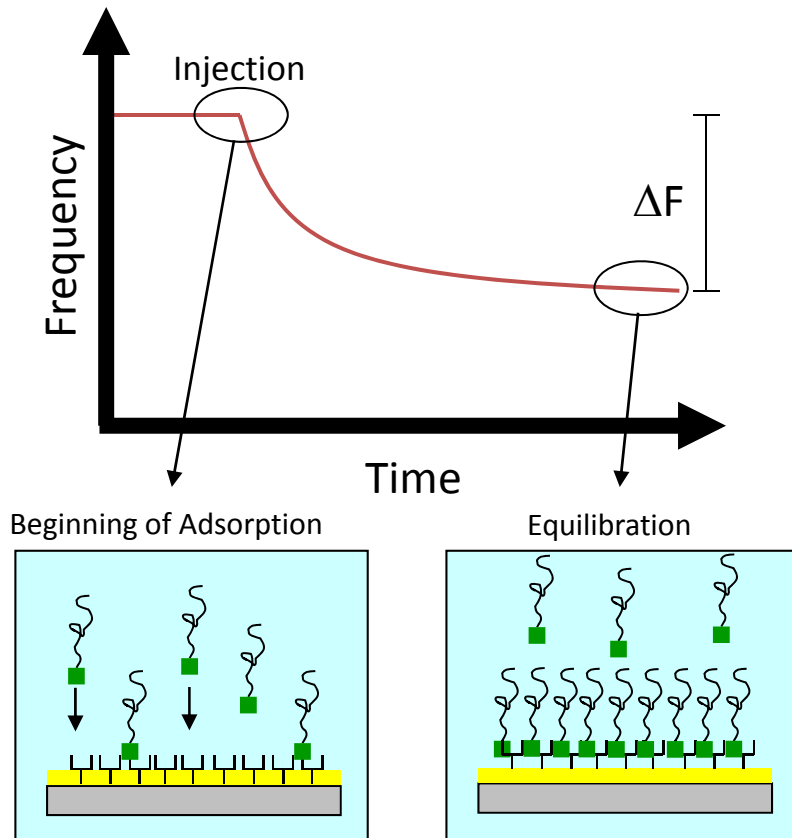 Injection
Frequency
ΔF
Time
Beginning of Adsorption
Equilibration